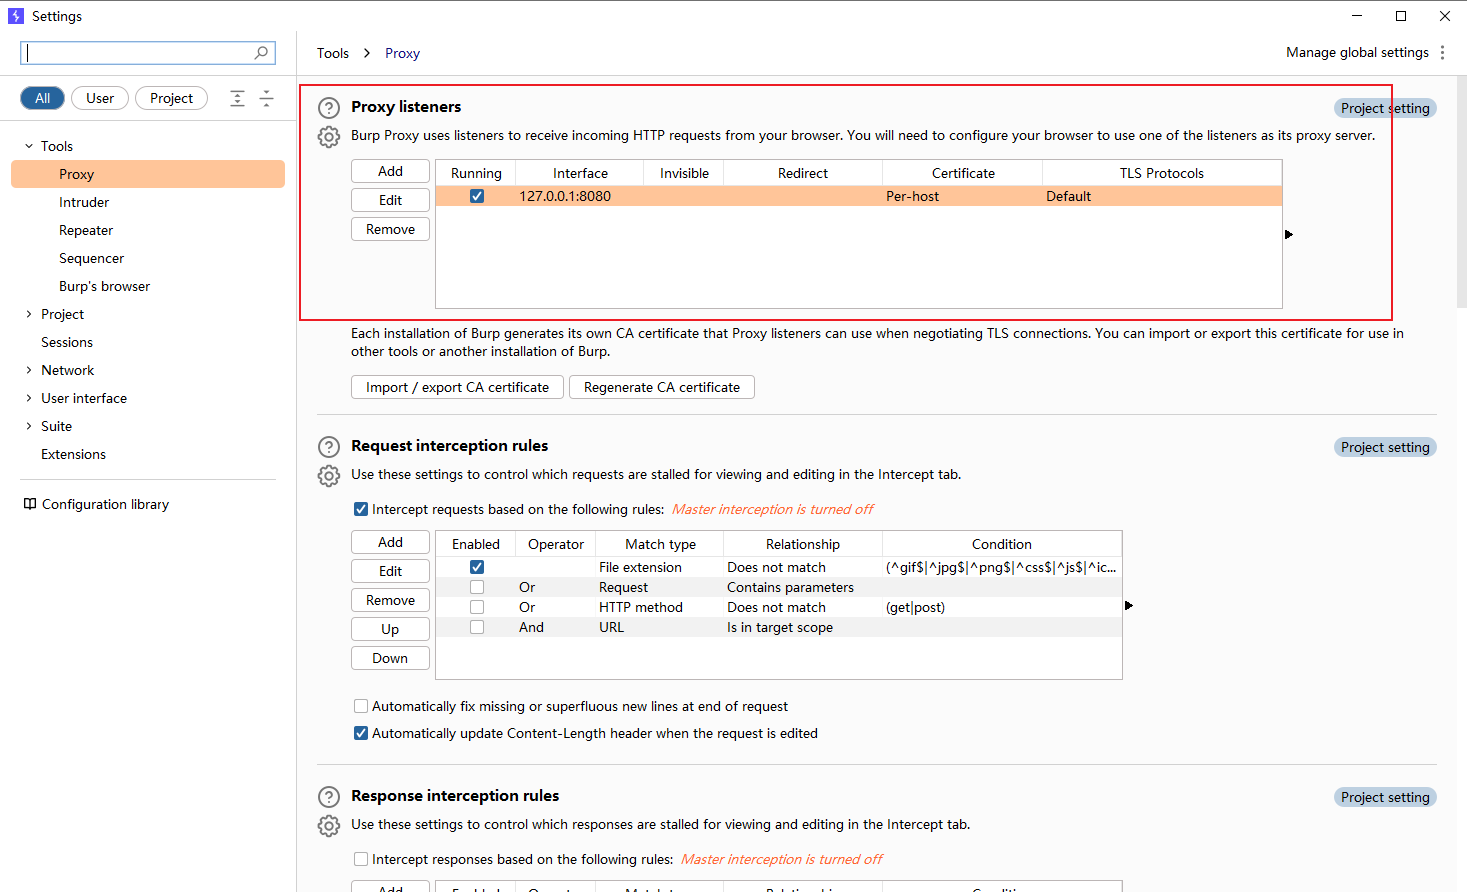 Settings
Tools > Proxy
Manage global settings
All User Project
Tools
Proxy
Intruder
Repeater
Sequencer
Burp's browser
Project
Sessions
Network
User interface
Suite
Extensions
Configuration library
Proxy listeners
Project setting
Burp Proxy uses listeners to receive incoming HTTP requests from your browser. You will need to configure your browser to use one of the listeners as its proxy server.
Add
Edit
Remove
Running Interface Invisible Redirect Certificate TLS Protocols
127.0.0.1:8080 Per-host Default
Each installation of Burp generates its own CA certificate that Proxy listeners can use when negotiating TLS connections. You can import or export this certificate for use in
other tools or another installation of Burp.
Import / export CA certificate Regenerate CA certificate
Request interception rules
Project setting
Use these settings to control which requests are stalled for viewing and editing in the Intercept tab.
Intercept requests based on the following rules: Master interception is turned off
Add
Edit
Remove
Up
Down
Enabled Operator Match type Relationship Condition
File extension Does not match (^gif$|^jpg$|^png$|^css$|^js$|^ic...
Or Request Contains parameters
Or HTTP method Does not match (get|post)
And URL Is in target scope
Automatically fix missing or superfluous new lines at end of request
Automatically update Content-Length header when the request is edited
Response interception rules
Project setting
Use these settings to control which responses are stalled for viewing and editing in the Intercept tab.
Intercept responses based on the following rules: Master interception is turned off
Add